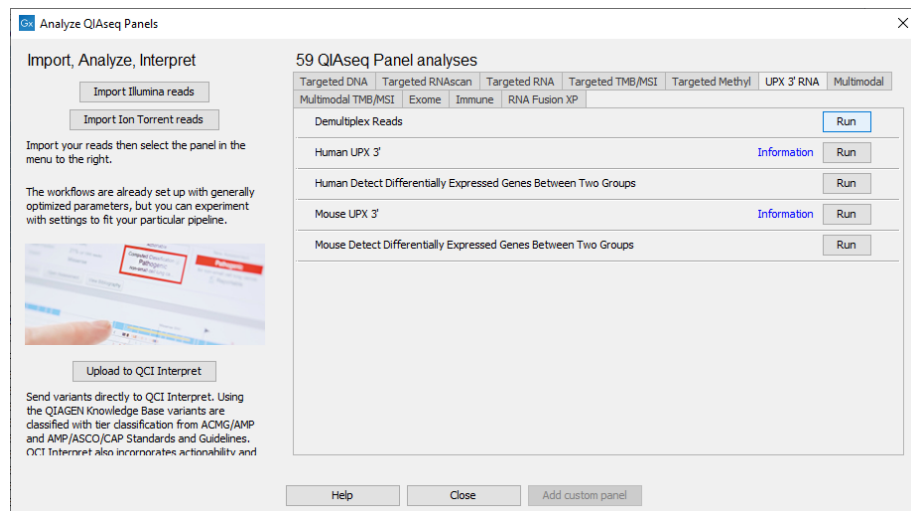 Gx Analyze QIAseq Panels
Import, Analyze, Interpret
Import Illumina reads
Import Ion Torrent reads
Import your reads then select the panel in the
menu to the right.
The workflows are already set up with generally
optimized parameters, but you can experiment
with settings to fit your particular pipeline.
Pathogenic
Upload to QCI Interpret
Send variants directly to QCI Interpret. Using
the QIAGEN Knowledge Base variants are
classified with tier classification from ACMG/AMP
and AMP/ASCO/CAP Standards and Guidelines.
QCI Interpret also incorporates actionability and
59 QIAseq Panel analyses
Targeted DNA Targeted RNAscan Targeted RNA Targeted TMB/MSI Targeted Methyl UPX 3' RNA Multimodal
Multimodal TMB/MSI Exome Immune RNA Fusion XP
Demultiplex Reads Run
Human UPX 3' Information Run
Human Detect Differentially Expressed Genes Between Two Groups Run
Mouse UPX 3' Information Run
Mouse Detect Differentially Expressed Genes Between Two Groups Run
Help Close Add custom panel